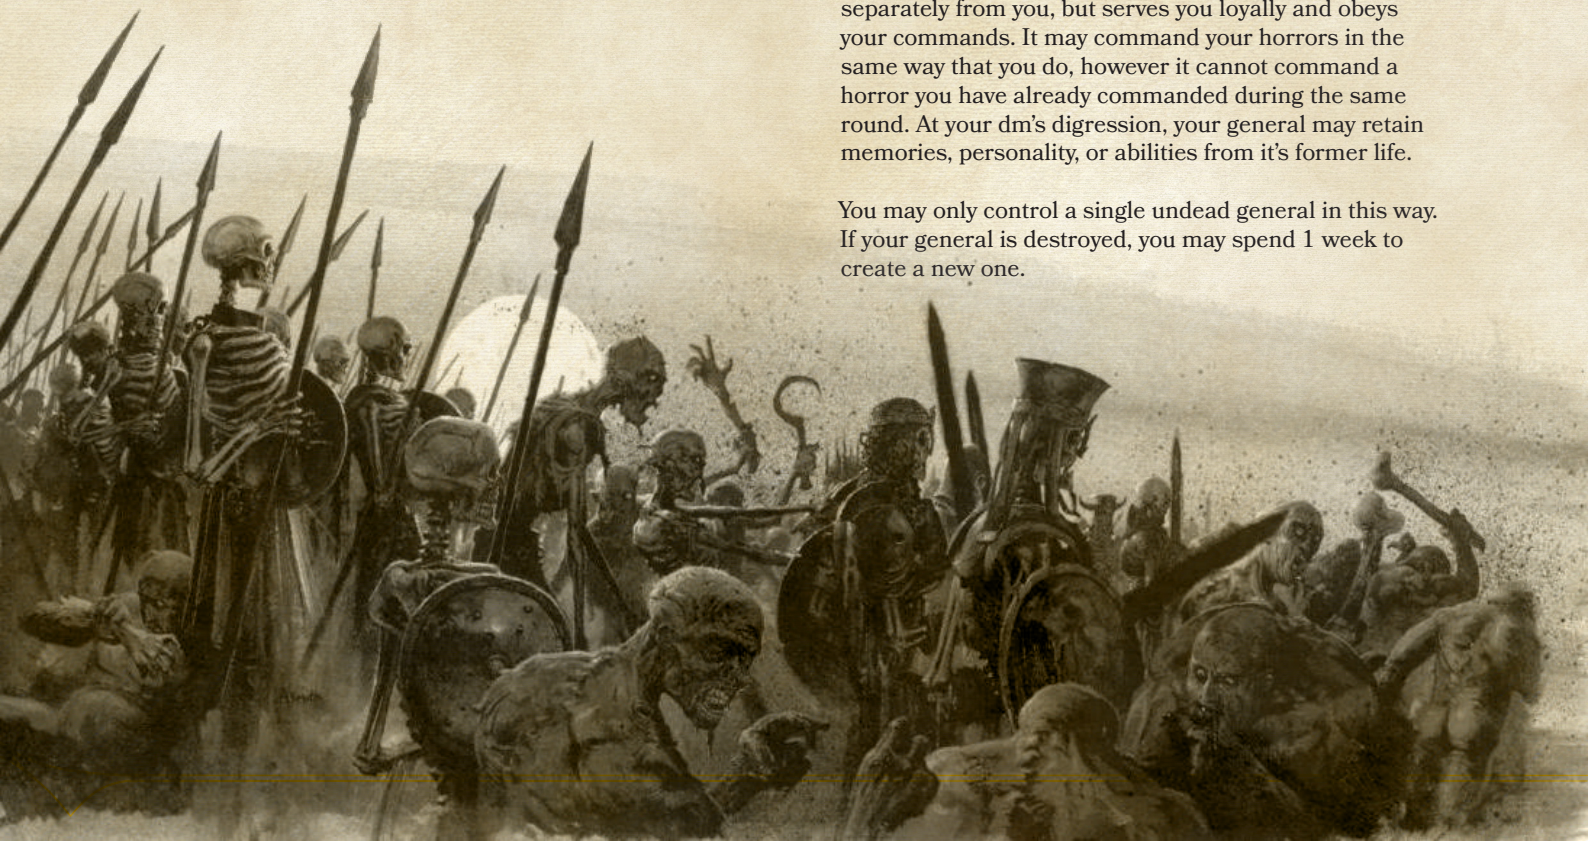 separately from you, but serves you loyally and obeys
your commands. It may command your horrors in the
same way that you do, however it cannot command a
horror you have already commanded during the same
round. At your dm's digression, your general may retain
memories, personality, or abilities from it's former life.
You may only control a single undead general in this way.
If your general is destroyed, you may spend 1 week to
create a new one.